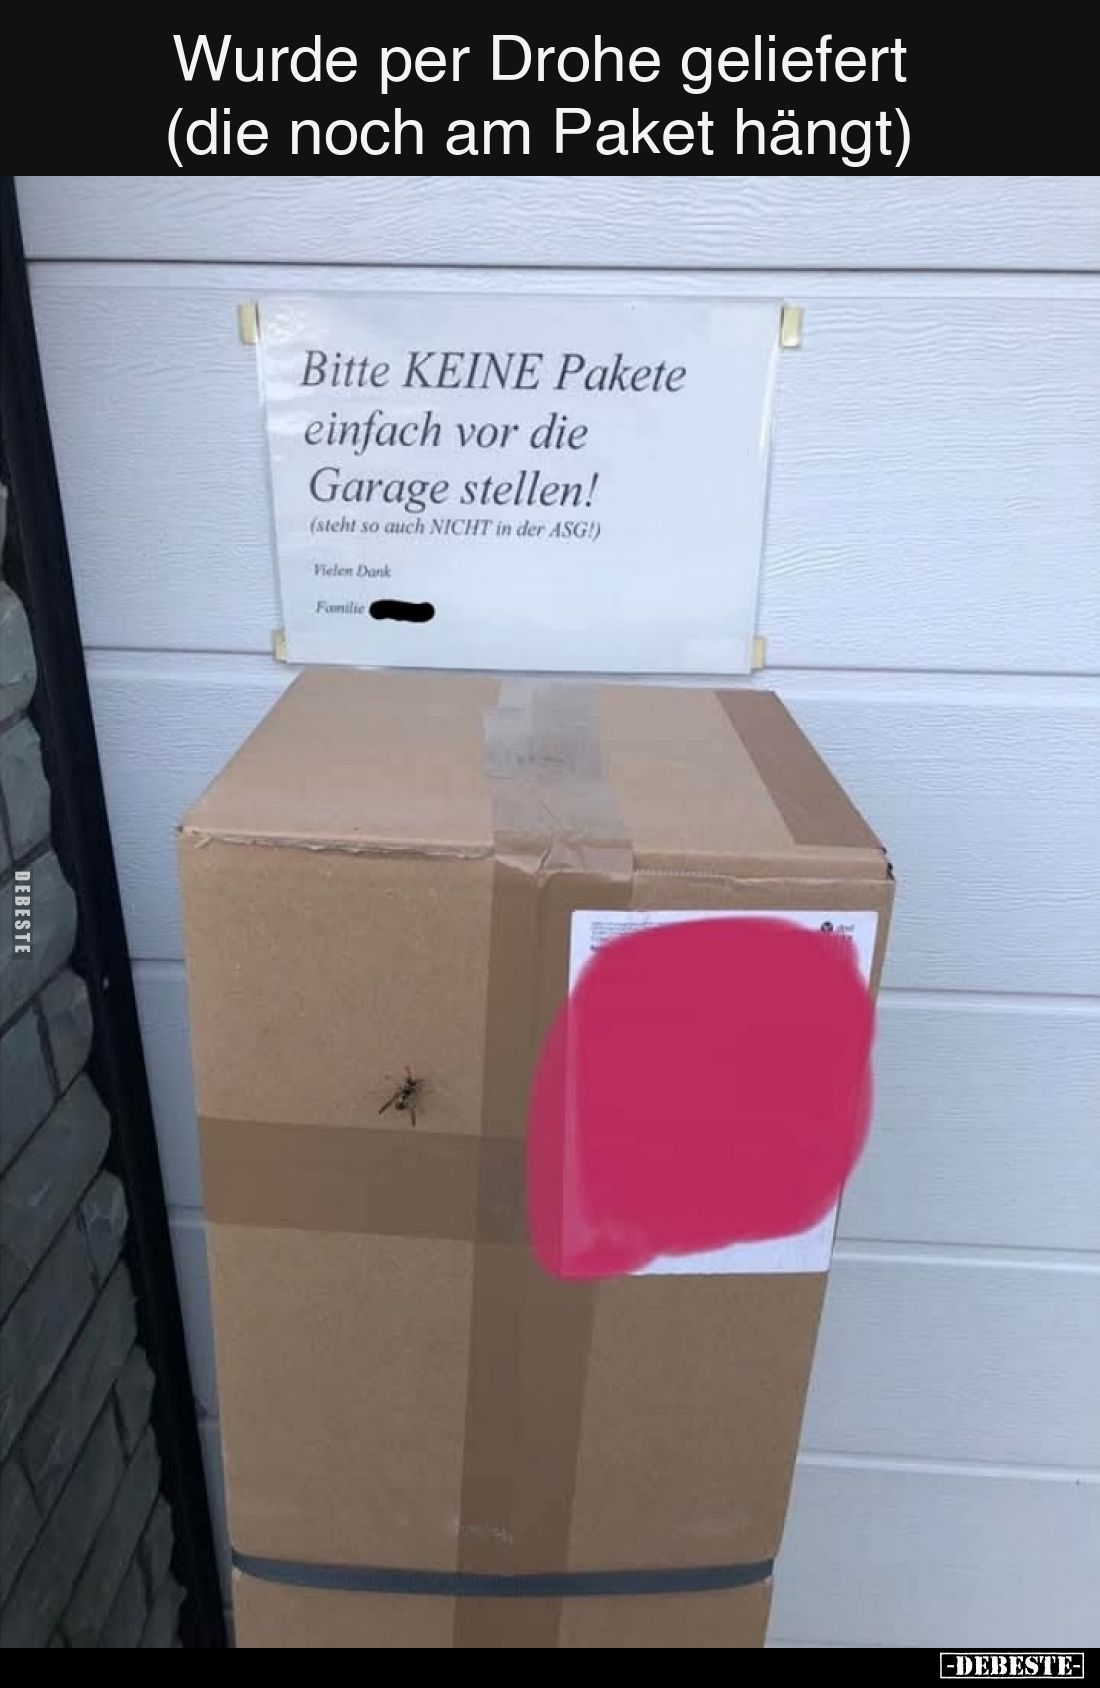 Wurde per Drohe geliefert
(die noch am Paket hängt)
Bitte KEINE Pakete
einfach vor die
Garage stellen!
(steht so auch NICHT in der ASG!)
Vielen Dank
Familie
dpd
DEBESTE
-DEBESTE-